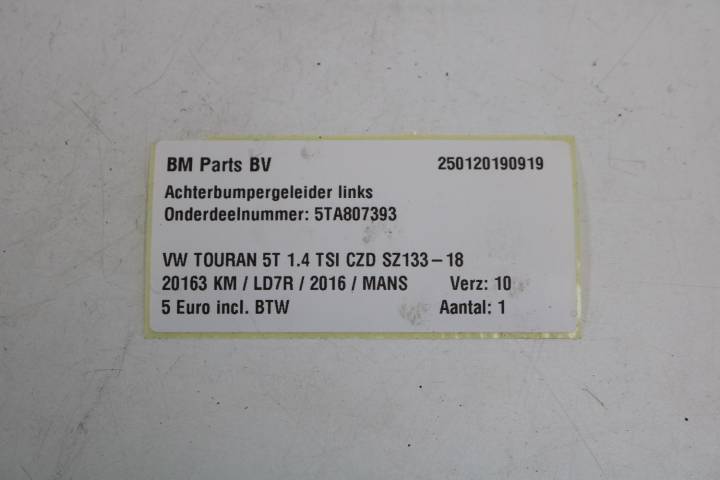 BM Parts BV 250120190919
Achterbumpergeleider links
Onderdeelnummer: 5TA807393
VW TOURAN 5T 1.4 TSI CZD SZ133-18
20163 KM / LD7R / 2016 / MANS Verz: 10
5 Euro incl. BTW Aantal: 1